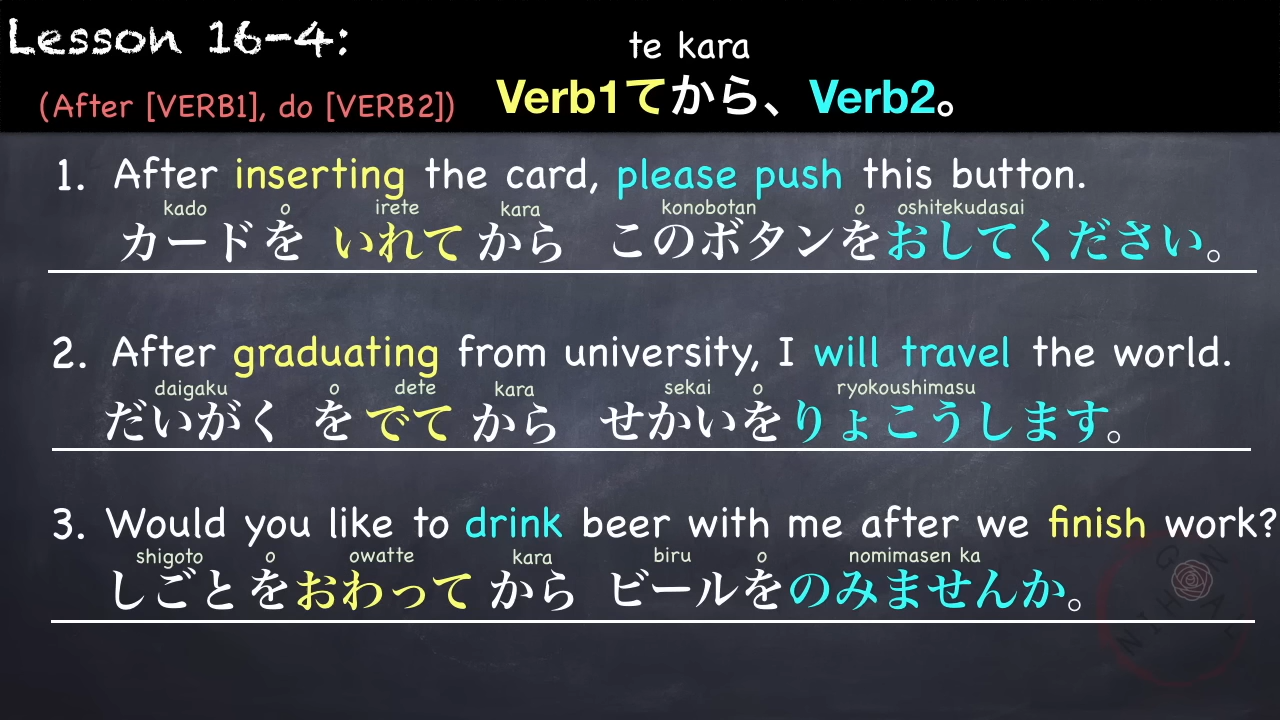 Lesson 16-4:
te kara
(After [VERB1], do [VERB2])
Verb1てから、Verb2。
1. After inserting the card, please push this button.
kado o irete kara konobotan o oshitekudasai
カードを いれてから このボタンをおしてください。
2. After graduating from university, I will travel the world.
daigaku o dete kara sekai o ryokoushimasu
だいがく を でてから せかいをりょこうします。
3. Would you like to drink beer with me after we finish work?
shigoto o owatte kara biru o nomimasen ka
しごとをおわって から ビールをのみませんか。
NIHONGONOAL